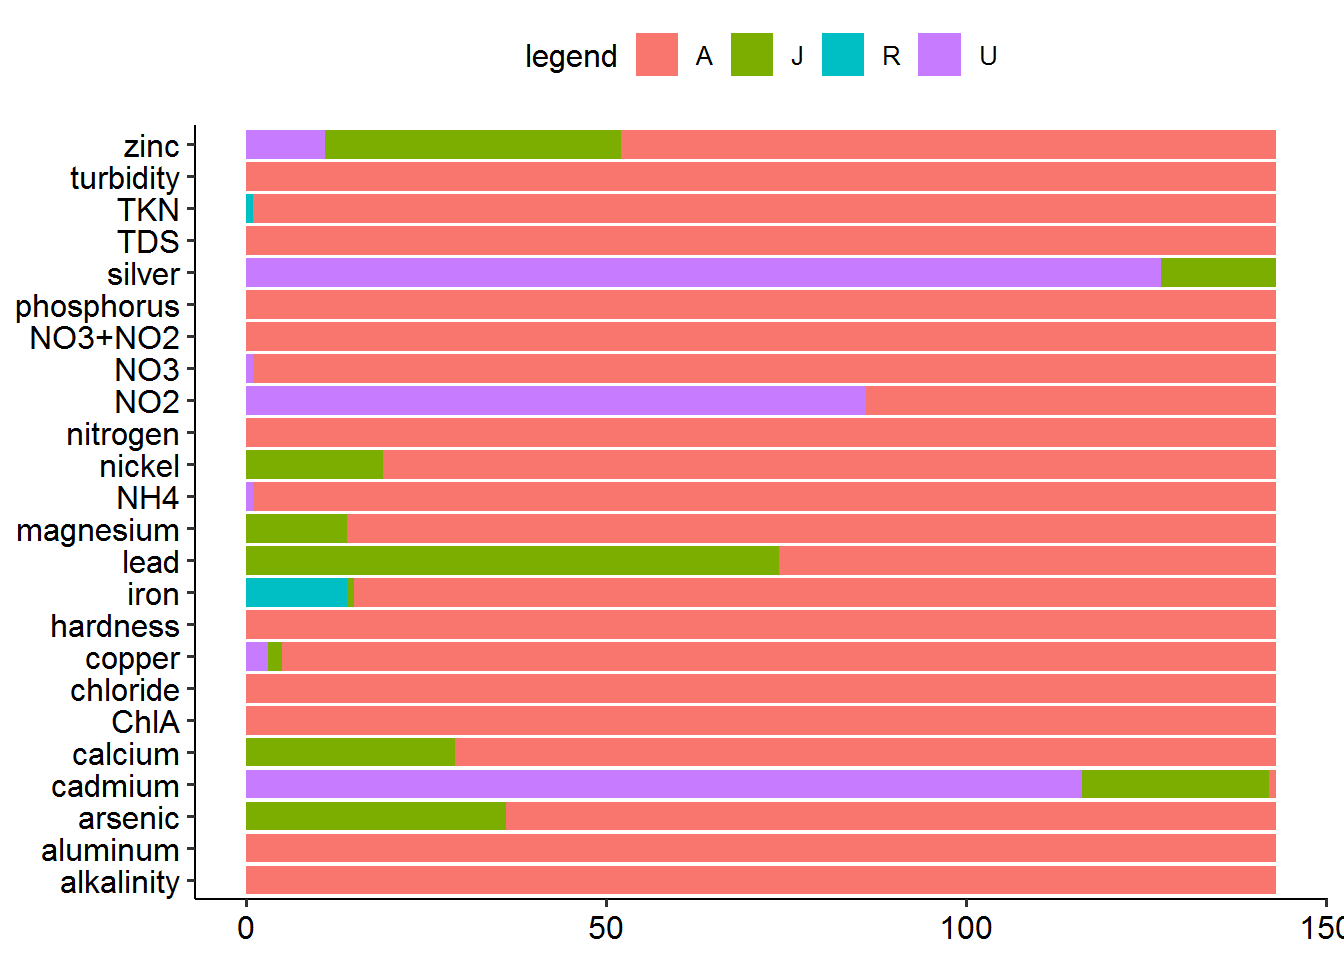 legend A J R U
zinc
turbidity
TKN
TDS
silver
phosphorus
NO3+NO2
NO3
NO2
nitrogen
nickel
NH4
magnesium
lead
iron
hardness
copper
chloride
ChlA
calcium
cadmium
arsenic
aluminum
alkalinity
0 50 100 150